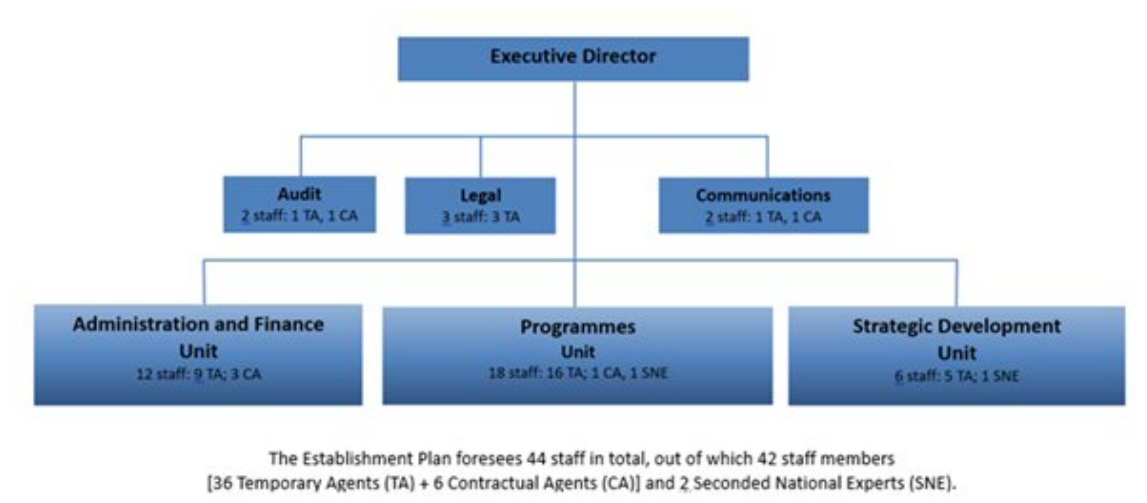 Executive Director
Audit
2 staff: 1 TA, 1 CA
Legal
3 staff: 3 TA
Communications
2 staff: 1 TA, 1 CA
Administration and Finance
Unit
12 staff: 9 TA; 3 CA
Programmes
Unit
18 staff: 16 TA; 1 CA, 1 SNE
Strategic Development
Unit
6 staff: 5 TA; 1 SNE
The Establishment Plan foresees 44 staff in total, out of which 42 staff members
[36 Temporary Agents (TA) + 6 Contractual Agents (CA)] and 2 Seconded National Experts (SNE).